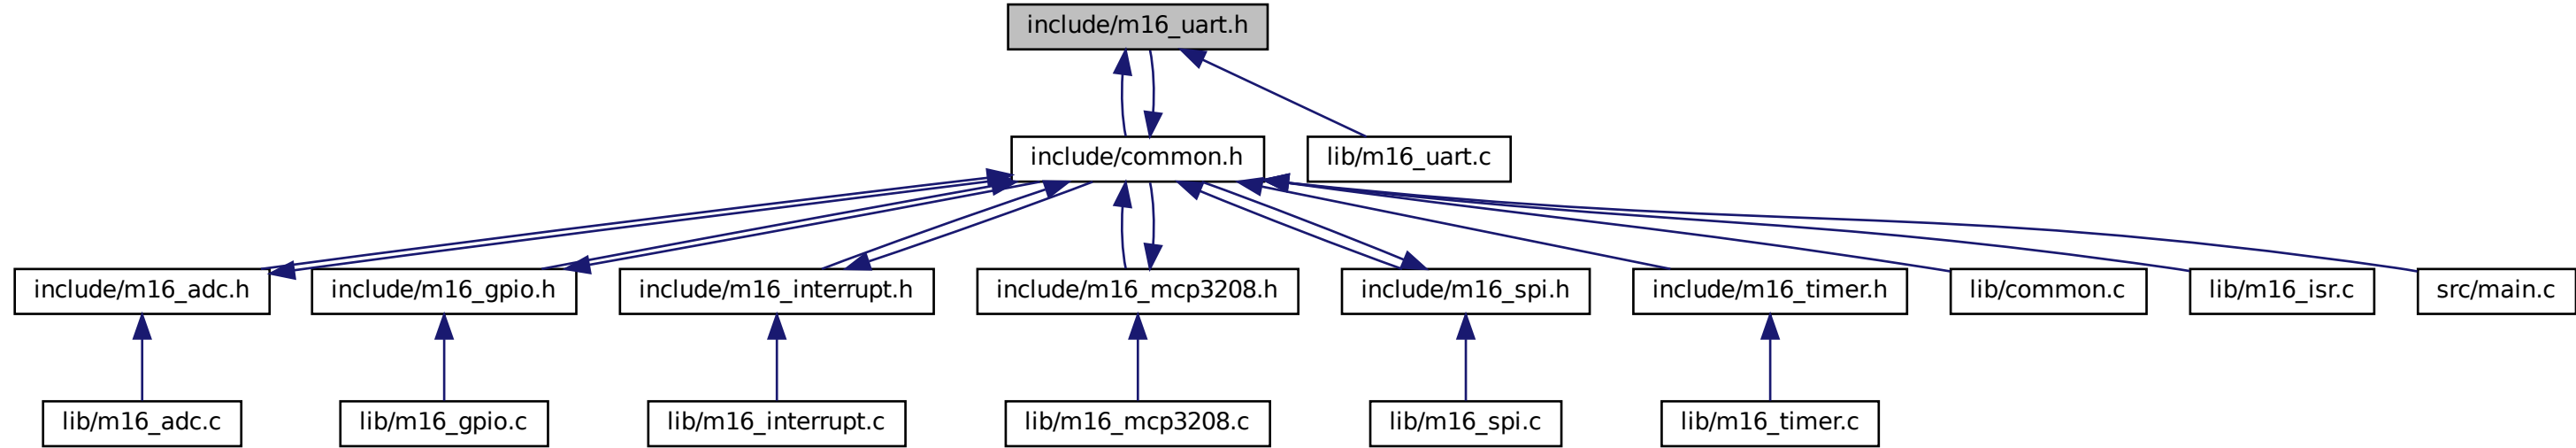 include/m16_uart.h
include/common.h
lib/m16_uart.c
include/m16_adc.h
include/m16_gpio.h
include/m16_interrupt.h
include/m16_mcp3208.h
include/m16_spi.h
include/m16_timer.h
lib/common.c
lib/m16_isr.c
src/main.c
lib/m16_adc.c
lib/m16_gpio.c
lib/m16_interrupt.c
lib/m16_mcp3208.c
lib/m16_spi.c
lib/m16_timer.c